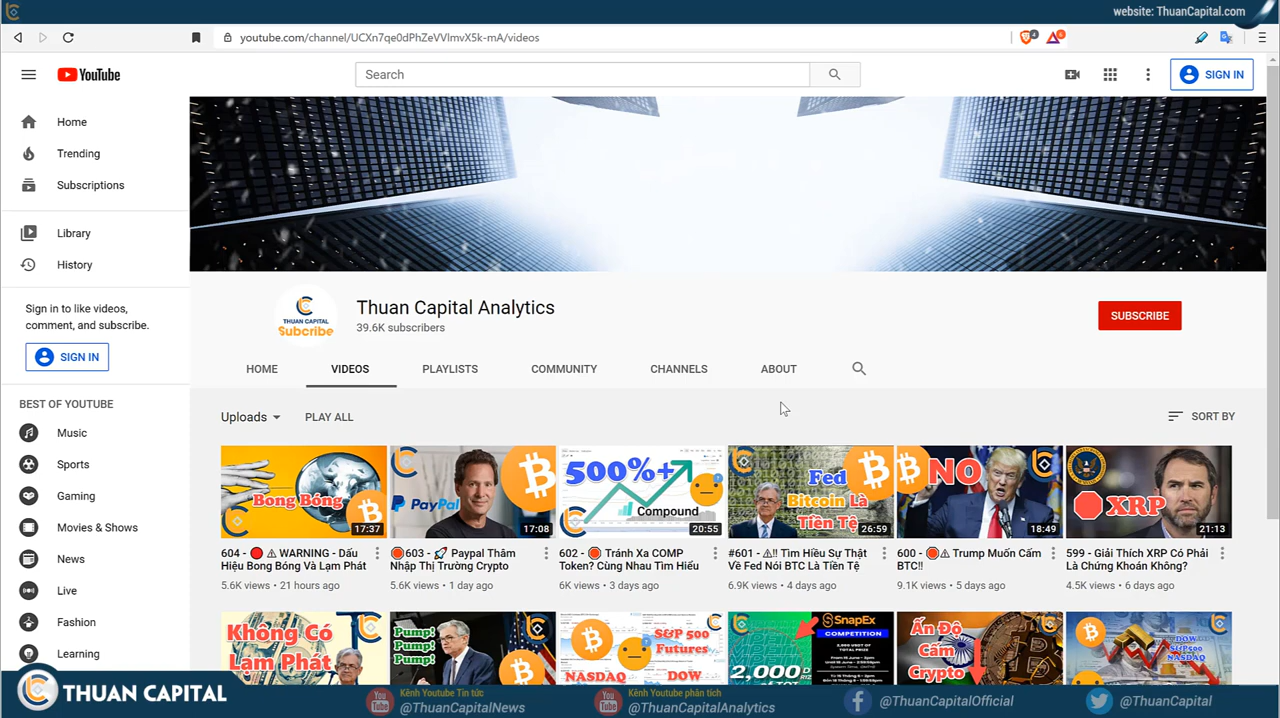 website: ThuanCapital.com
youtube.com/channel/UCXn7qe0dPhZeVVlmvX5k-mA/videos
4
6
YouTube
Search
SIGN IN
Home
Trending
Subscriptions
Library
History
Sign in to like videos,
comment, and subscribe.
SIGN IN
BEST OF YOUTUBE
Music
Sports
Gaming
Movies & Shows
News
Live
Fashion
Learning
THUAN CAPITAL
Subcribe
Thuan Capital Analytics
39.6K subscribers
SUBSCRIBE
HOME
VIDEOS
PLAYLISTS
COMMUNITY
CHANNELS
ABOUT
Uploads
PLAY ALL
SORT BY
Bong Bóng
17:37
604 - 🔴 ⚠ WARNING - Dấu
Hiệu Bong Bóng Và Lạm Phát
5.6K views • 21 hours ago
PayPal
17:08
🔴603 - 🚀 Paypal Thâm
Nhập Thị Trường Crypto
5.6K views • 1 day ago
500%+
Compound
20:55
602 - 🔴 Tránh Xa COMP
Token? Cùng Nhau Tìm Hiểu
6K views • 3 days ago
Fed
Bitcoin Là
Tiền Tệ
26:59
#601 - ⚠!! Tìm Hiều Sự Thật
Về Fed Nói BTC Là Tiền Tệ
6.9K views • 4 days ago
NO
18:49
600 - 🔴⚠ Trump Muốn Cấm
BTC!!
9.1K views • 5 days ago
XRP
21:13
599 - Giải Thích XRP Có Phải
Là Chứng Khoán Không?
4.5K views • 6 days ago
Không Có
Lạm Phát
Pump!
Pump!
Pump!
S&P 500
Futures
NASDAQ
DOW
SnapEx
COMPETITION
2,000
Ấn Độ
Cấm
Crypto
DOW
S&P500
NASDAQ
THUAN CAPITAL
Kênh Youtube Tin tức
@ThuanCapitalNews
Kênh Youtube phân tích
@ThuanCapitalAnalytics
@ThuanCapitalOfficial
@ThuanCapital